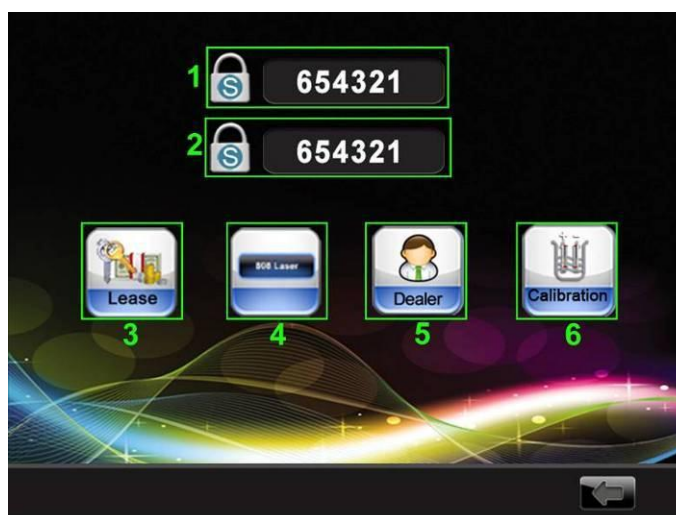 1 S 654321
2 S 654321
808 Laser
Lease Dealer Calibration
3 4 5 6